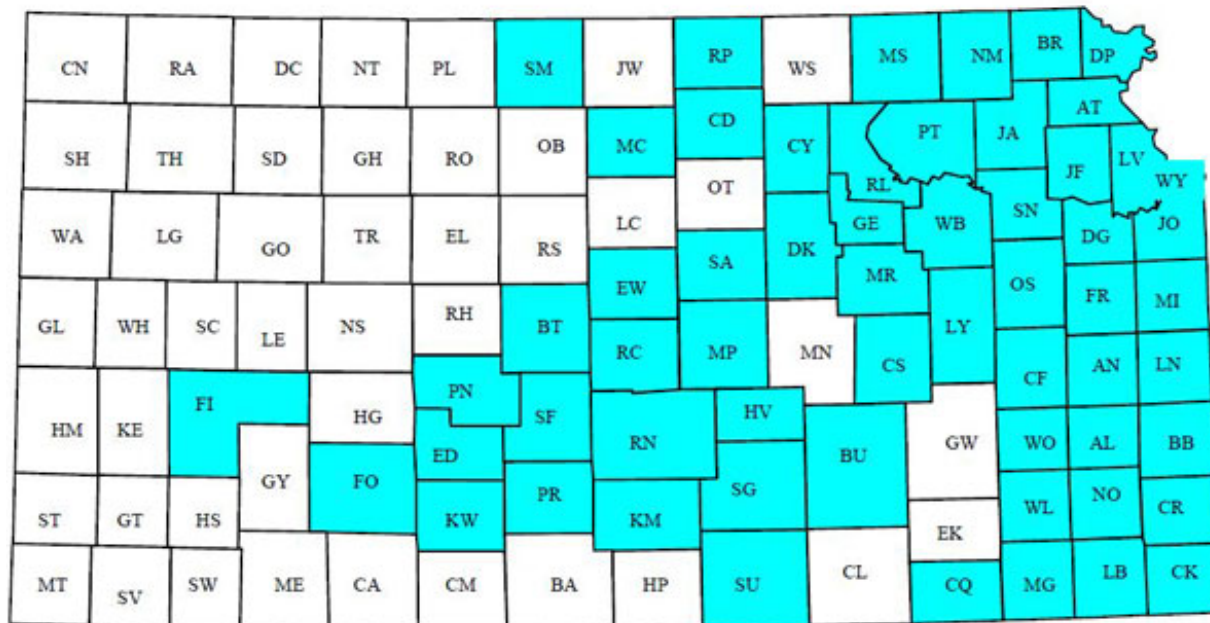 CN RA DC NT PL SM JW RP WS MS NM BR DP
SH TH SD GH RO OB MC CD CY RL PT JA AT
WA LG GO TR EL RS LC OT DK GE WB SN JF LV WY
GL WH SC LE NS RH BT EW SA MR LY OS DG JO
HM KE FI HG PN SF RC MP MN CS CF FR MI
GY ED RN HV BU GW WO AN LN
ST GT HS FO KW PR KM SG EK WL AL BB
MT SV SW ME CA CM BA HP SU CL CQ MG NO CR
LB CK